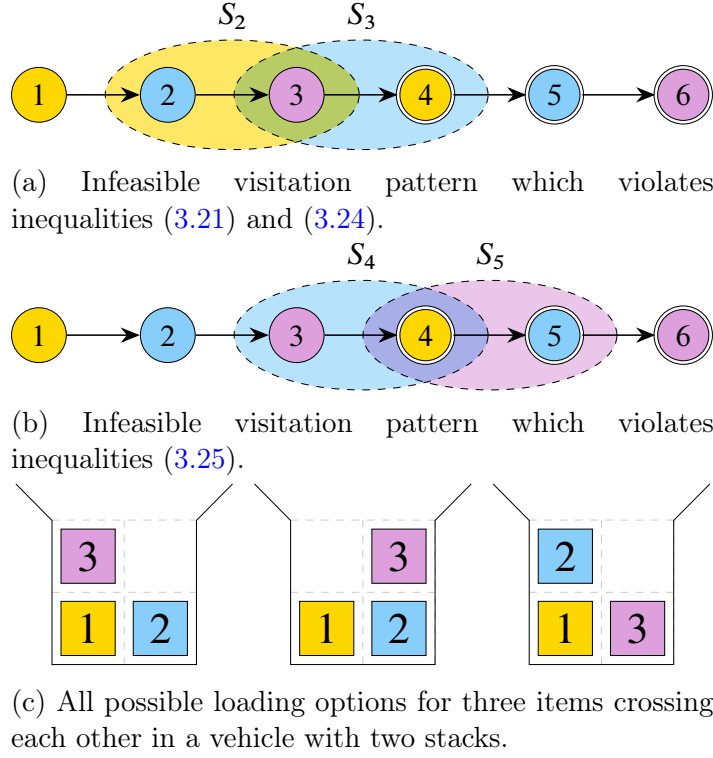 S2 S3
1 2 3 4 5 6
(a) Infeasible visitation pattern which violates
inequalities (3.21) and (3.24).
S4 S5
1 2 3 4 5 6
(b) Infeasible visitation pattern which violates
inequalities (3.25).
3 3 2
1 2 1 2 1 3
(c) All possible loading options for three items crossing
each other in a vehicle with two stacks.